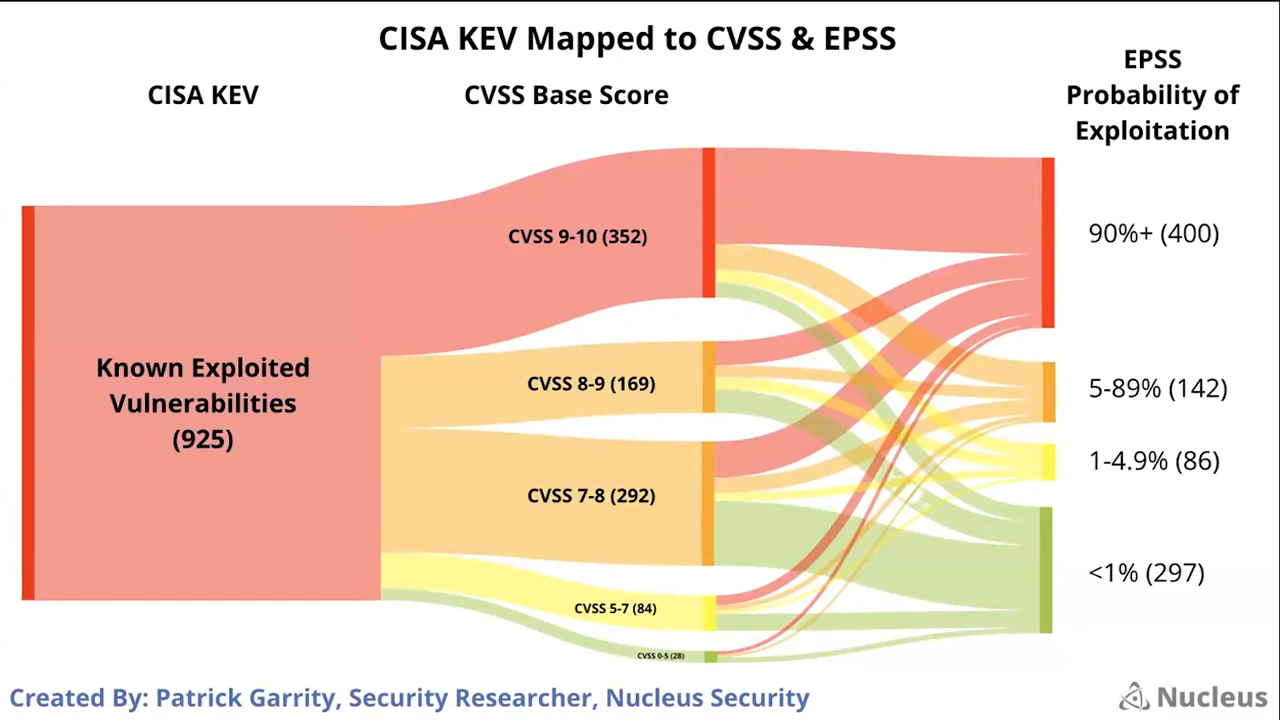 CISA KEV Mapped to CVSS & EPSS
CISA KEV
CVSS Base Score
EPSS
Probability of
Exploitation
Known Exploited
Vulnerabilities
(925)
CVSS 9-10 (352)
CVSS 8-9 (169)
CVSS 7-8 (292)
CVSS 5-7 (84)
CVSS 0-5 (28)
90%+ (400)
5-89% (142)
1-4.9% (86)
<1% (297)
Created By: Patrick Garrity, Security Researcher, Nucleus Security
Nucleus